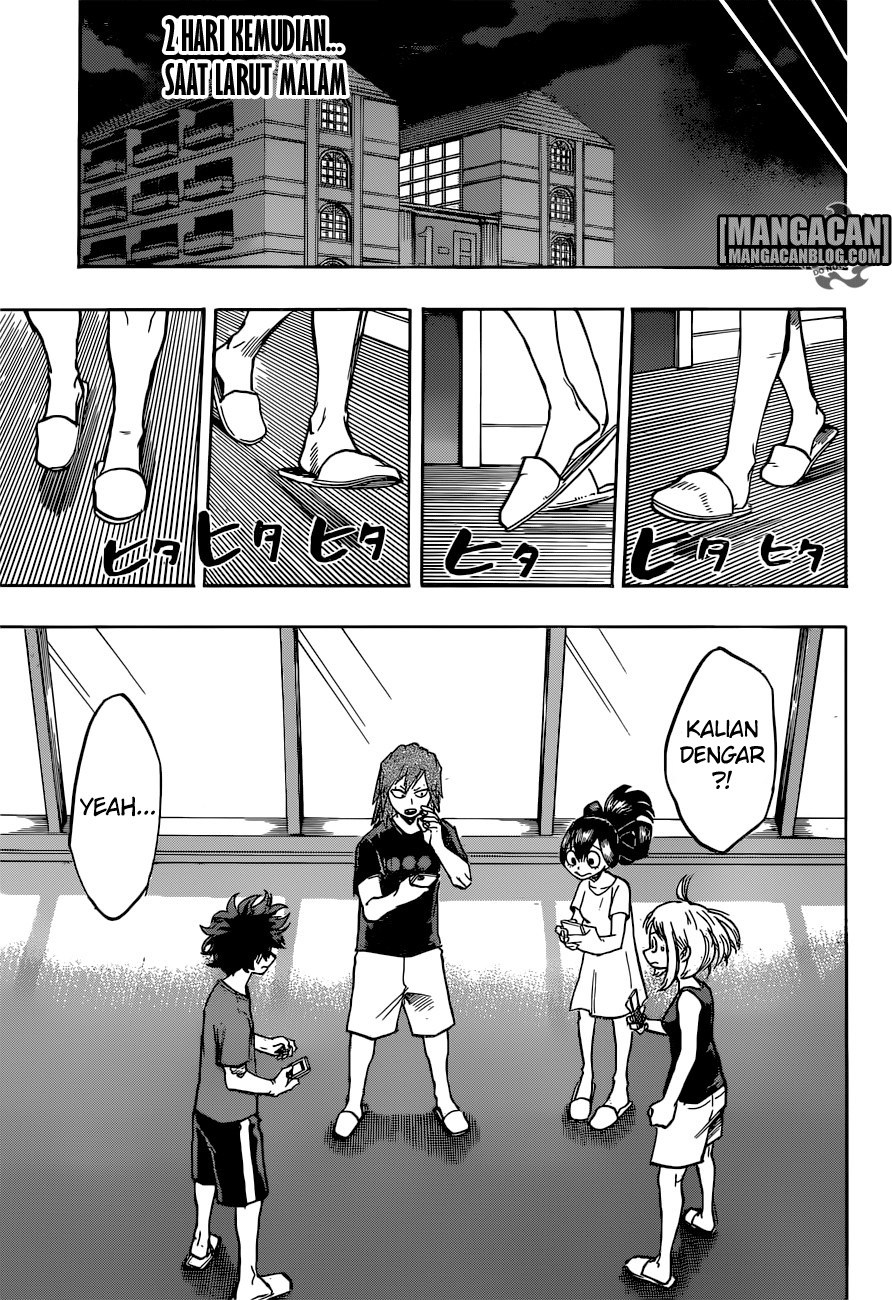 2 HARI KEMUDIAN...
SAAT LARUT MALAM
[MANGACAN]
MANGACANBLOG.COM
1-
ヒタ ヒタ ヒタ ヒタ ヒタ ヒタ
KALIAN
DENGAR
?!
YEAH...